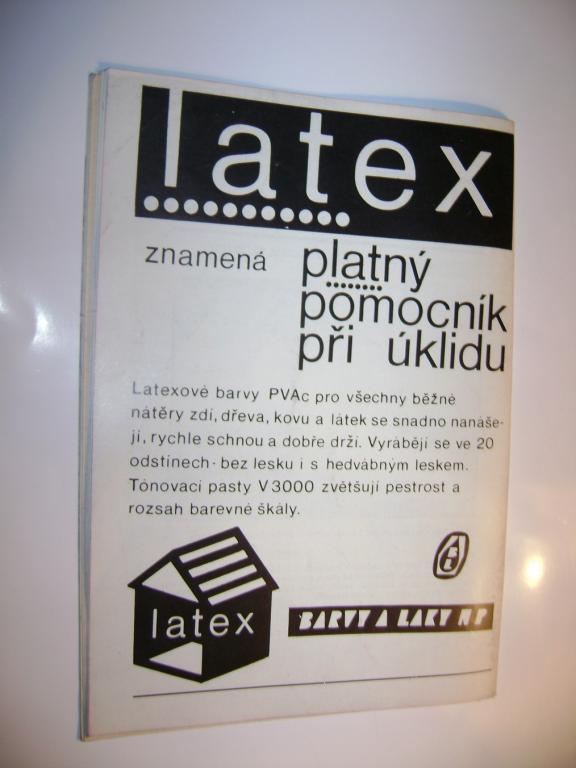 latex
znamená platný
pomocník
při úklidu
Latexové barvy PVAc pro všechny běžné
nátěry zdí, dřeva, kovu a látek se snadno nanáše-
jí, rychle schnou a dobře drží. Vyrábějí se ve 20
odstínech - bez lesku i s hedvábným leskem.
Tónovací pasty V 3000 zvětšují pestrost a
rozsah barevné škály.
latex
BARVY A LAKY N P